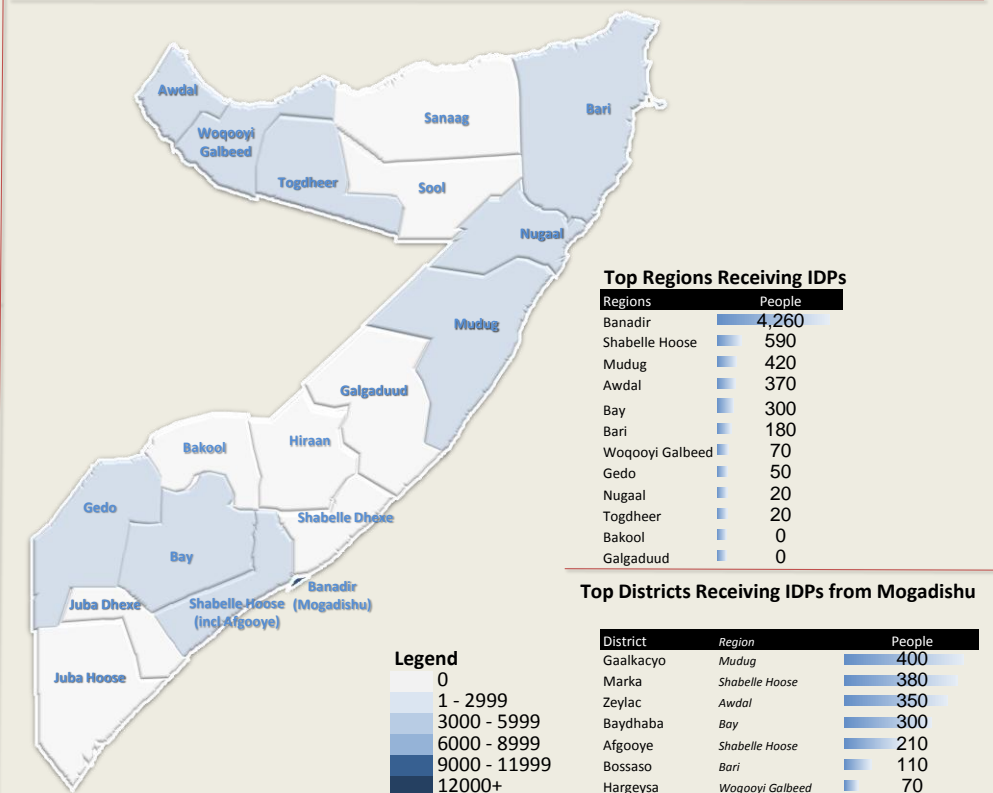 Awdal
Woqooyi
Galbeed
Togdheer
Sanaag
Sool
Bari
Nugaal
Mudug
Galgaduud
Hiraan
Bakool
Gedo
Bay
Shabelle Dhexe
Banadir
(Mogadishu)
Shabelle Hoose
(incl Afgooye)
Juba Dhexe
Juba Hoose
Legend
0
1 - 2999
3000 - 5999
6000 - 8999
9000 - 11999
12000+
Top Regions Receiving IDPs
Regions People
Banadir 4,260
Shabelle Hoose 590
Mudug 420
Awdal 370
Bay 300
Bari 180
Woqooyi Galbeed 70
Gedo 50
Nugaal 20
Togdheer 20
Bakool 0
Galgaduud 0
Top Districts Receiving IDPs from Mogadishu
District Region People
Gaalkacyo Mudug 400
Marka Shabelle Hoose 380
Zeylac Awdal 350
Baydhaba Bay 300
Afgooye Shabelle Hoose 210
Bossaso Bari 110
Hargeysa Woqooyi Galbeed 70